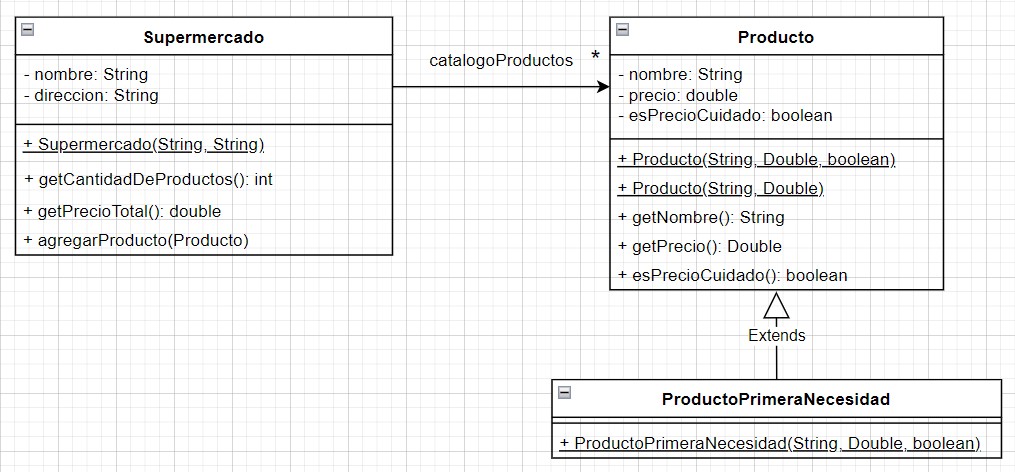 Supermercado
- nombre: String
- direccion: String
+ Supermercado(String, String)
+ getCantidadDeProductos(): int
+ getPrecioTotal(): double
+ agregarProducto(Producto)
catalogoProductos *
Producto
- nombre: String
- precio: double
- esPrecioCuidado: boolean
+ Producto(String, Double, boolean)
+ Producto(String, Double)
+ getNombre(): String
+ getPrecio(): Double
+ esPrecioCuidado(): boolean
Extends
ProductoPrimeraNecesidad
+ ProductoPrimeraNecesidad(String, Double, boolean)